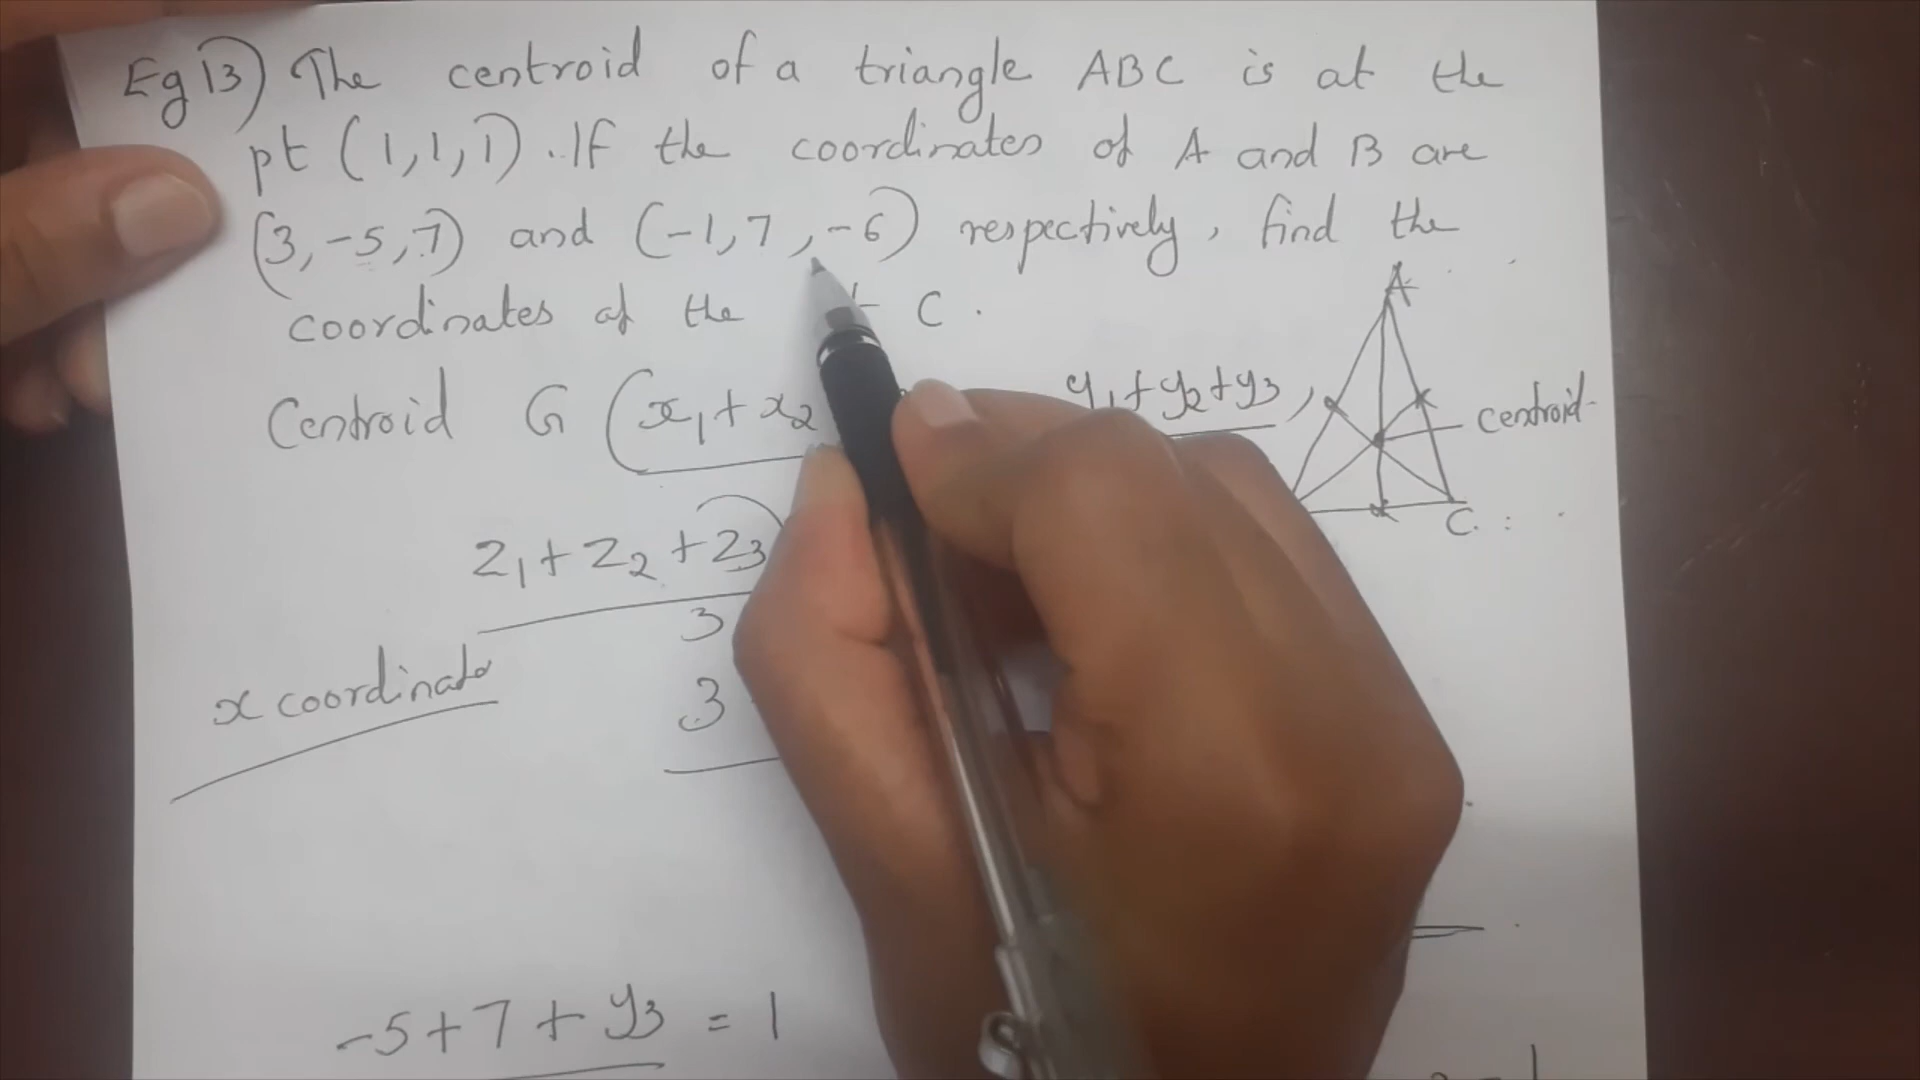 Eg 13) The centroid of a triangle ABC is at the
pt (1,1,1). If the coordinates of A and B are
(3,-5,7) and (-1,7,-6) respectively, find the
coordinates of the C.
A
Centroid G (x₁+x₂ y₁+y₂+y₃,
centroid
C
z₁+z₂+z₃
3
x coordinate
3
-5+7+y₃ = 1